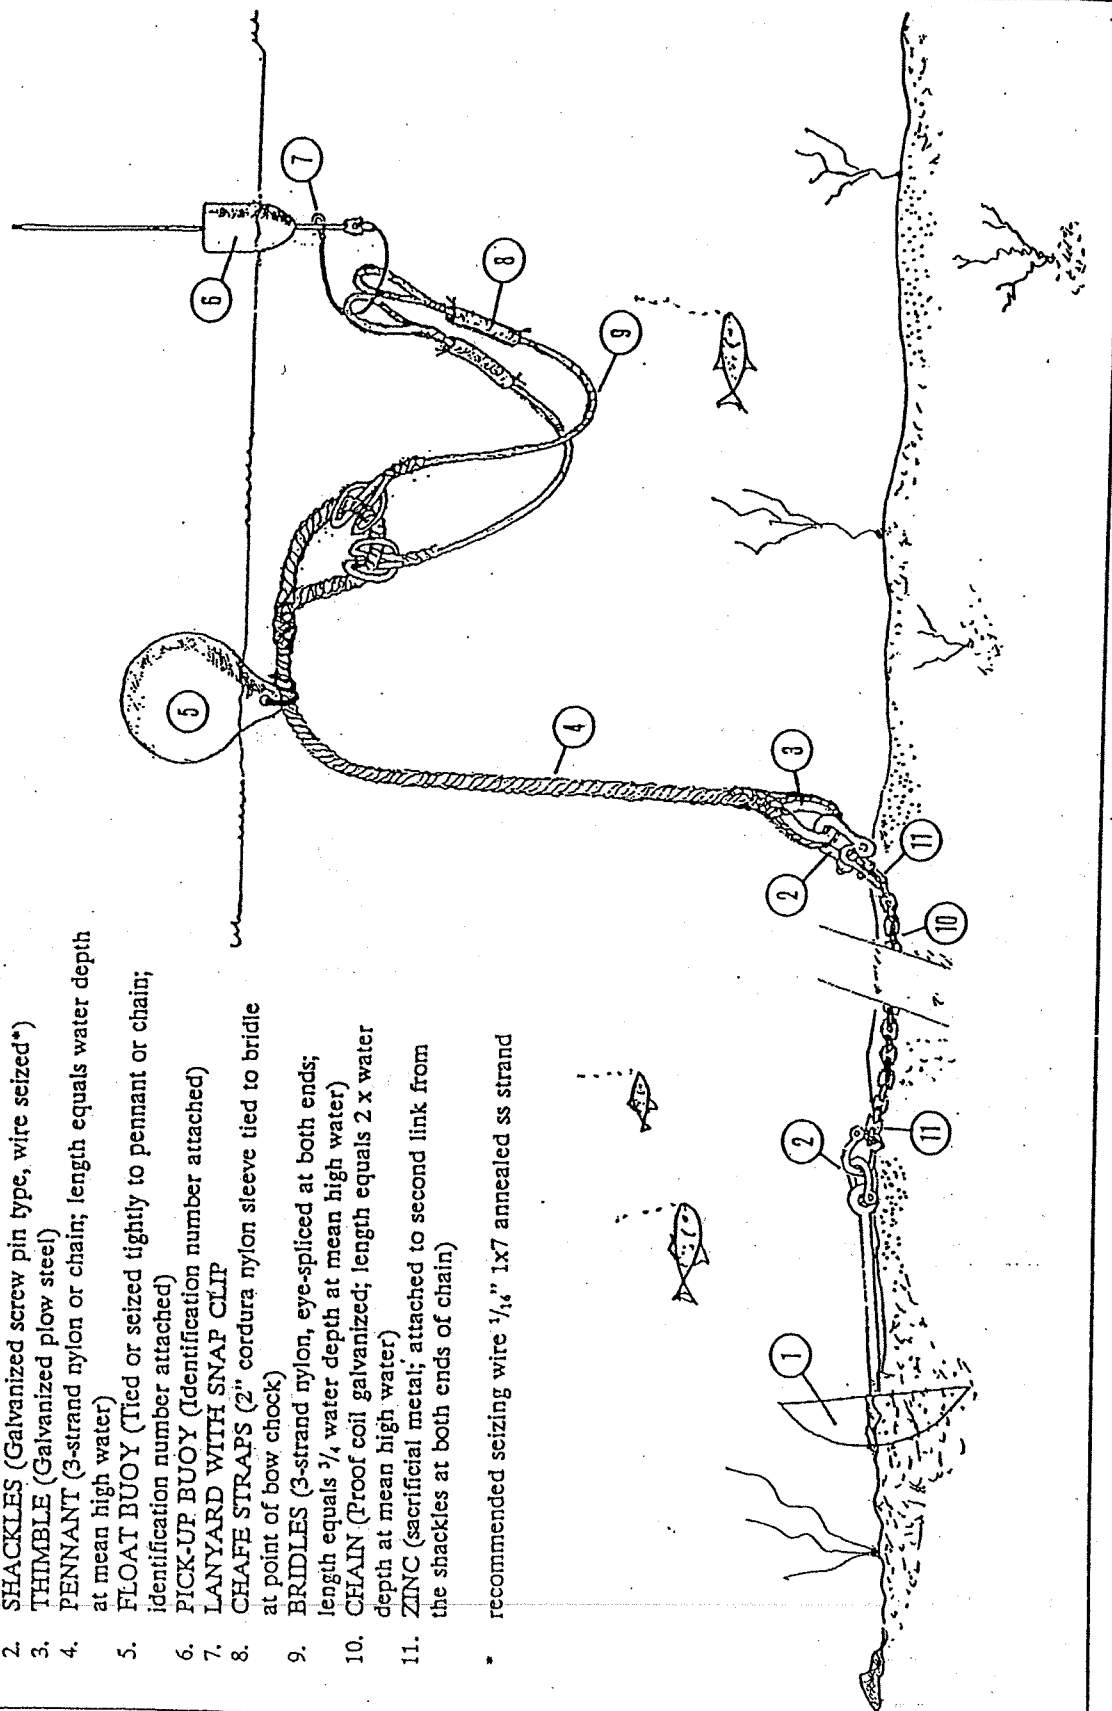 2. SHACKLES (Galvanized screw pin type, wire seized*)
3. THIMBLE (Galvanized plow steel)
4. PENNANT (3-strand nylon or chain; length equals water depth
at mean high water)
5. FLOAT BUOY (Tied or seized tightly to pennant or chain;
identification number attached)
6. PICK-UP BUOY (Identification number attached)
7. LANYARD WITH SNAP CLIP
8. CHAFE STRAPS (2" cordura nylon sleeve tied to bridle
at point of bow chock)
9. BRIDLES (3-strand nylon, eye-spliced at both ends;
length equals 3/4 water depth at mean high water)
10. CHAIN (Proof coil galvanized; length equals 2 x water
depth at mean high water)
11. ZINC (sacrificial metal; attached to second link from
the shackles at both ends of chain)
* recommended seizing wire 1/16" 1x7 annealed ss strand
5
6
7
8
9
4
3
2
11
10
2
11
1